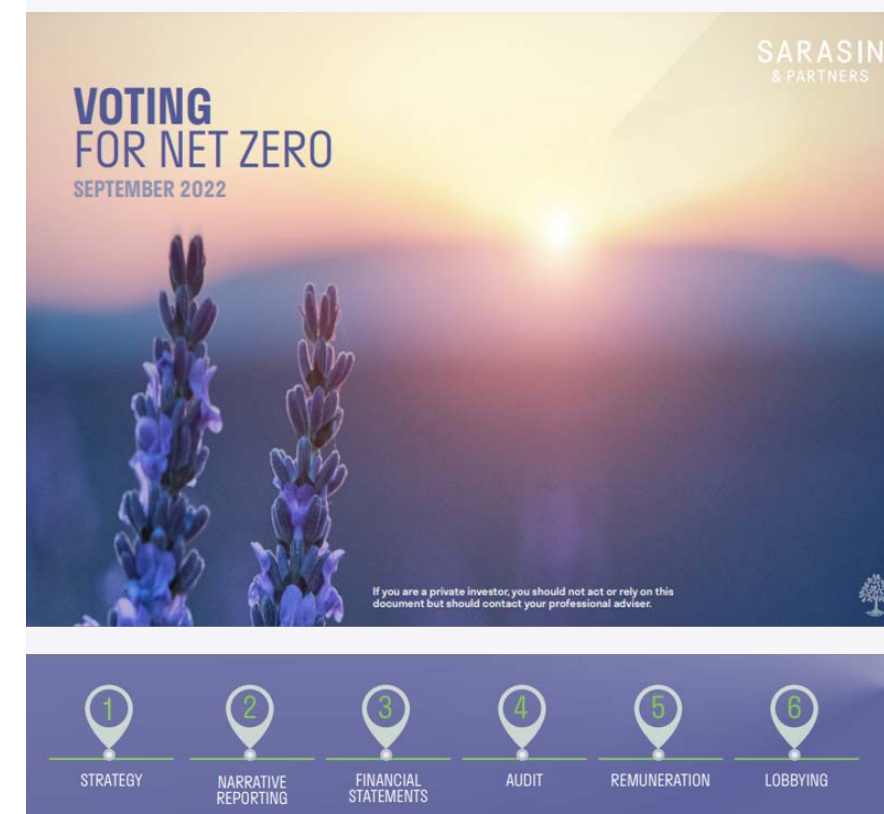 SARASIN
& PARTNERS
VOTING
FOR NET ZERO
SEPTEMBER 2022
If you are a private investor, you should not act or rely on this
document but should contact your professional adviser.
1
2
3
4
5
6
STRATEGY
NARRATIVE
REPORTING
FINANCIAL
STATEMENTS
AUDIT
REMUNERATION
LOBBYING